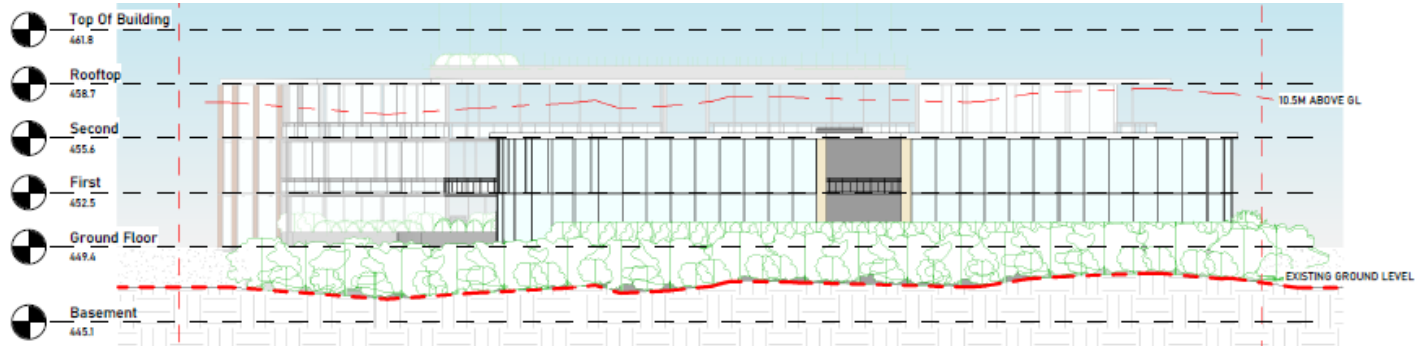 Top Of Building
461.8
Rooftop
458.7
10.5M ABOVE GL
Second
455.6
First
452.5
Ground Floor
449.4
EXISTING GROUND LEVEL
Basement
445.1